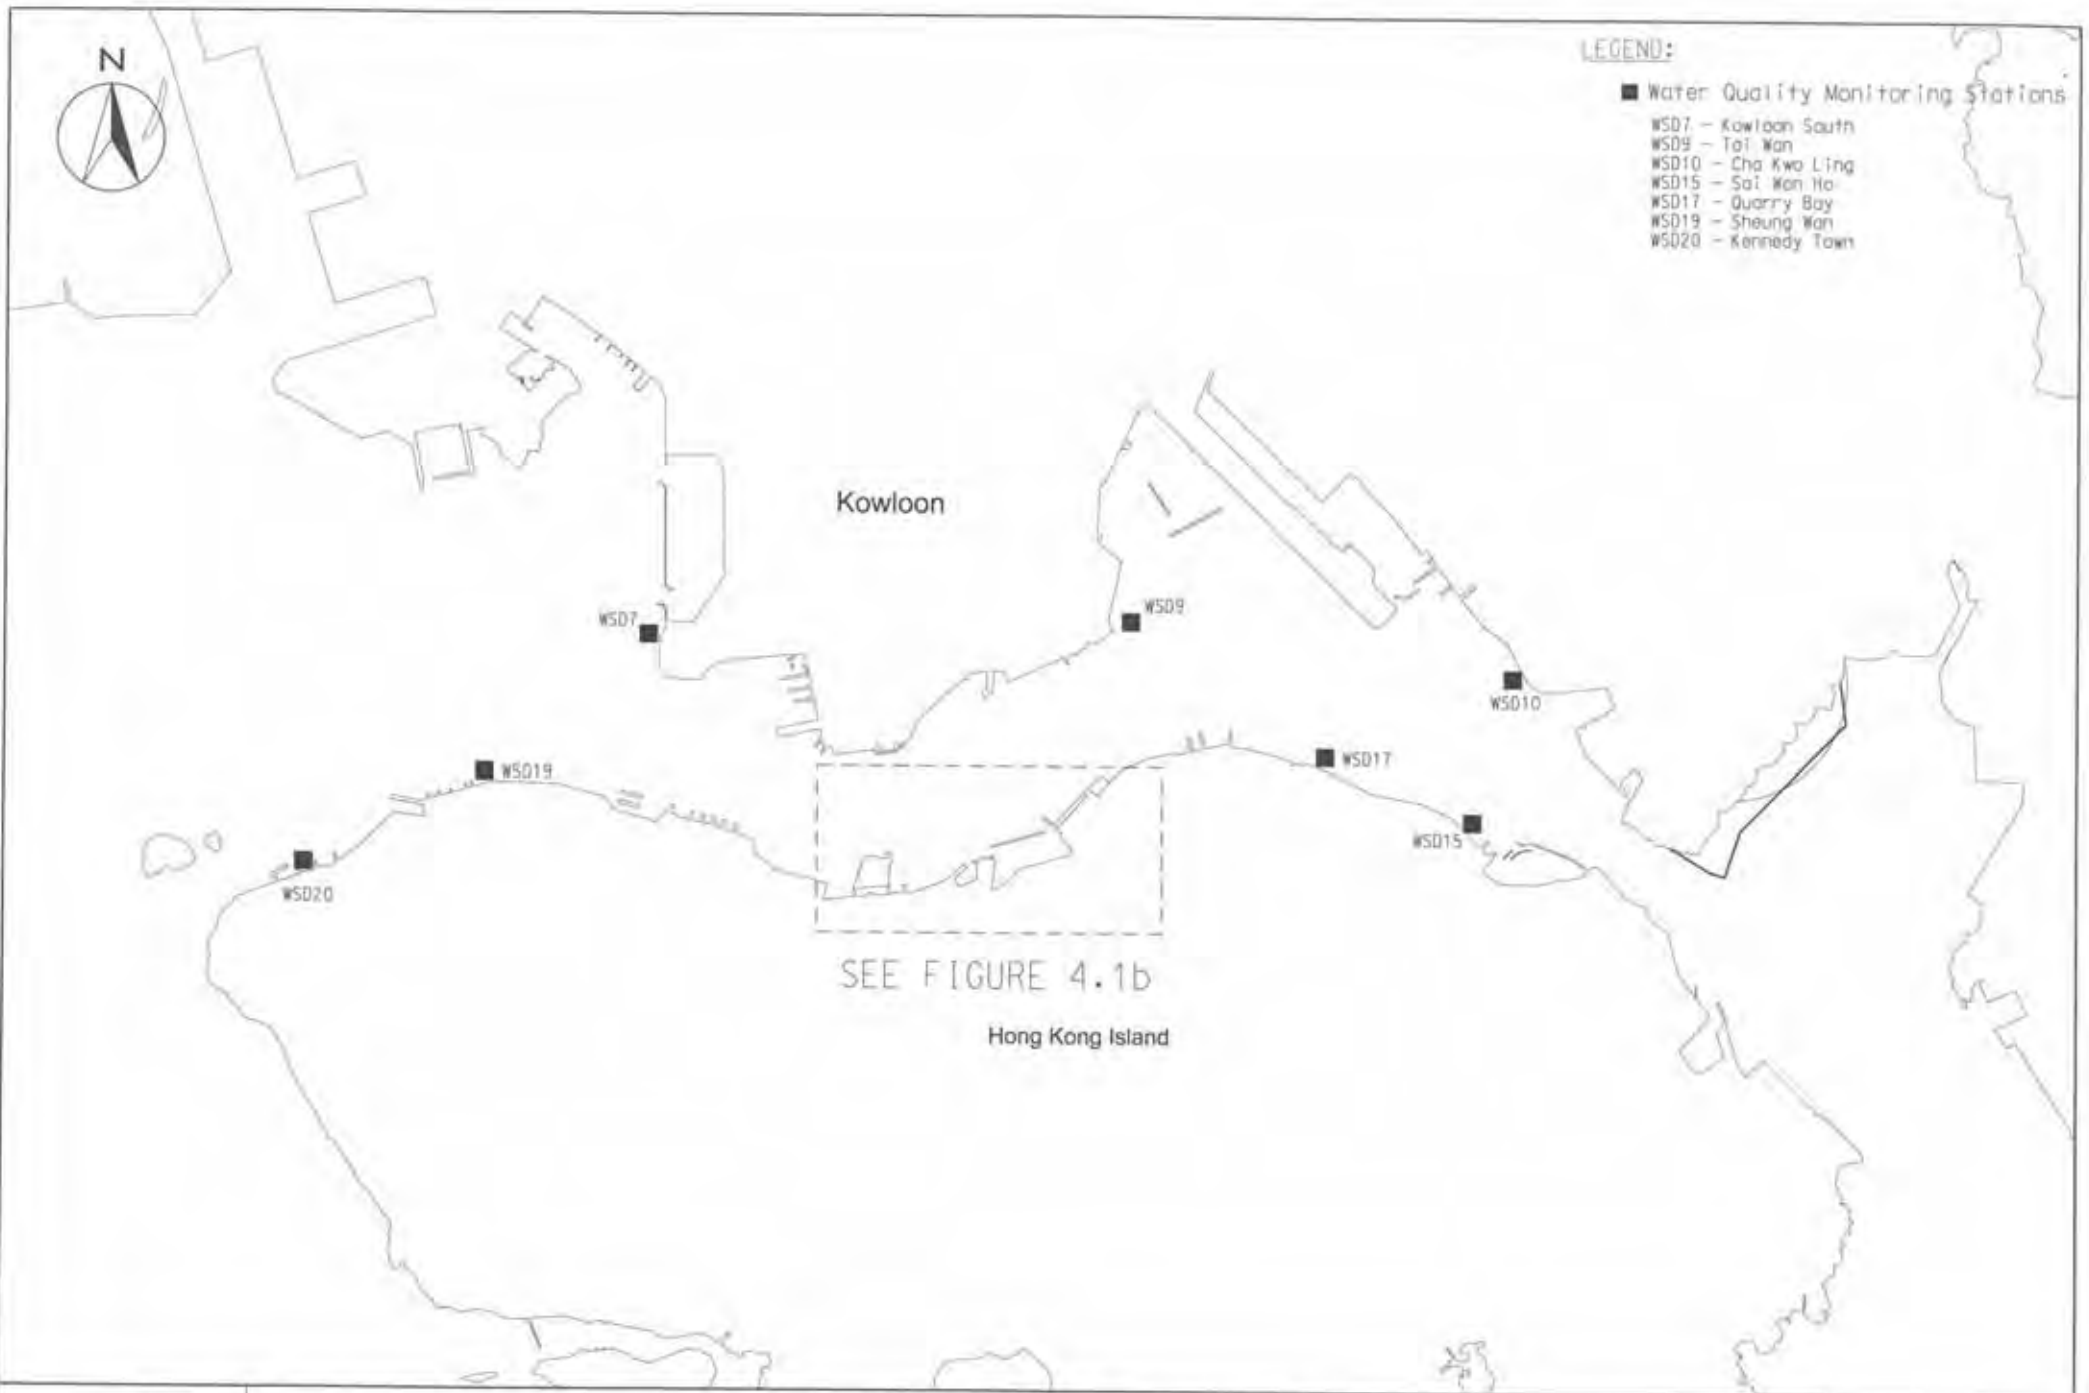 N
LEGEND:
Water Quality Monitoring Stations
WSD7 - Kowloon South
WSD9 - Tai Wan
WSD10 - Cha Kwo Ling
WSD15 - Sai Wan Ho
WSD17 - Quarry Bay
WSD19 - Sheung Wan
WSD20 - Kennedy Town
Kowloon
WSD7
WSD9
WSD10
WSD19
WSD17
WSD15
WSD20
SEE FIGURE 4.1b
Hong Kong Island